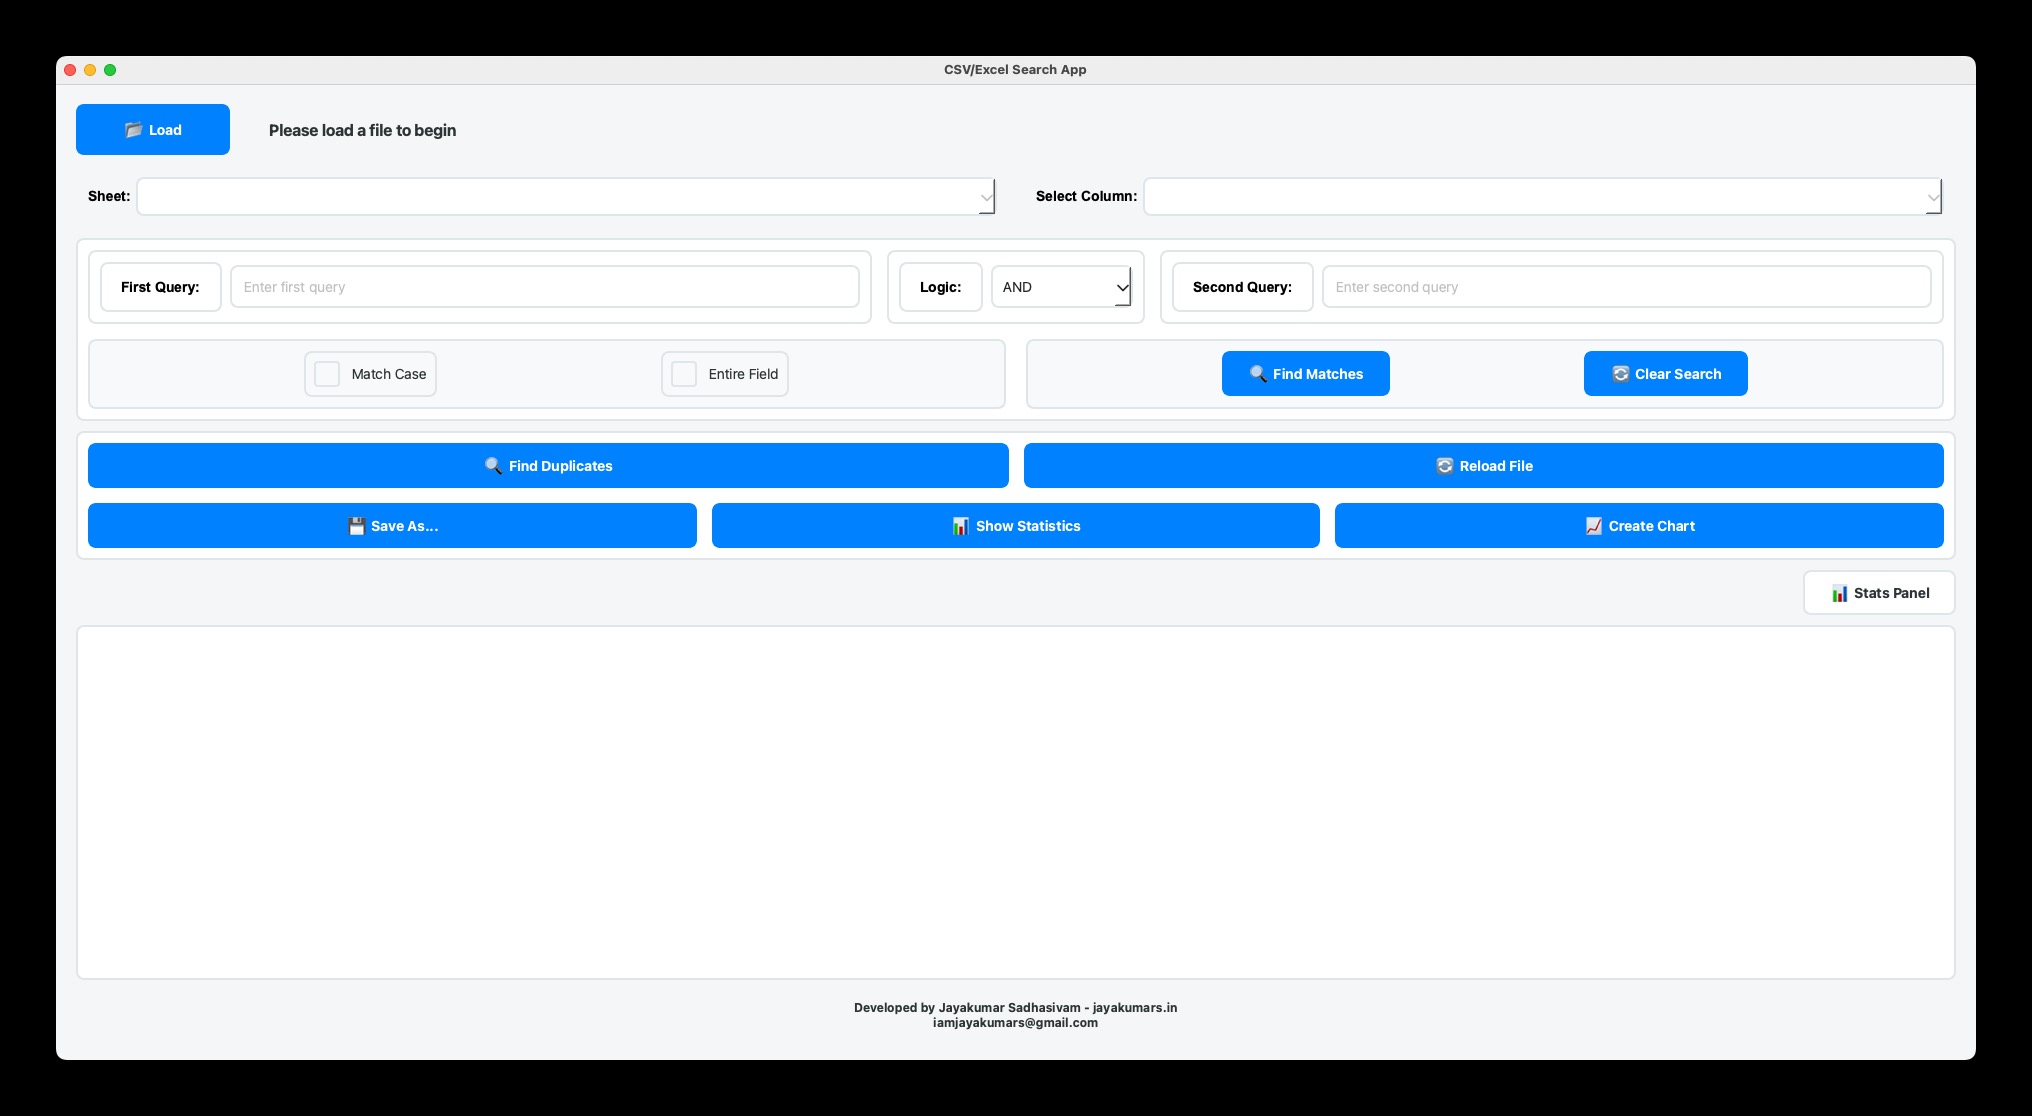 CSV/Excel Search App
Load
Please load a file to begin
Sheet:
Select Column:
First Query:
Enter first query
Logic:
AND
Second Query:
Enter second query
Match Case
Entire Field
Find Matches
Clear Search
Find Duplicates
Reload File
Save As...
Show Statistics
Create Chart
Stats Panel
Developed by Jayakumar Sadhasivam - jayakumars.in
iamjayakumars@gmail.com